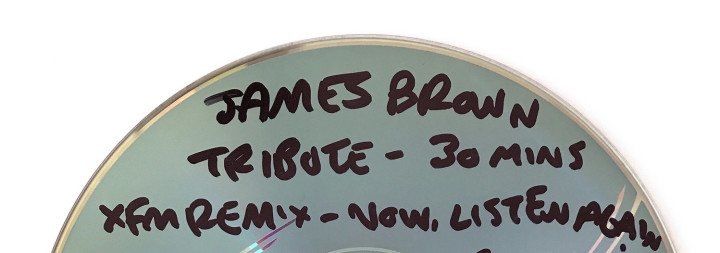 JAMES BROWN
TRIBUTE - 30 MINS
XFM REMIX - NOW, LISTEN AGAIN